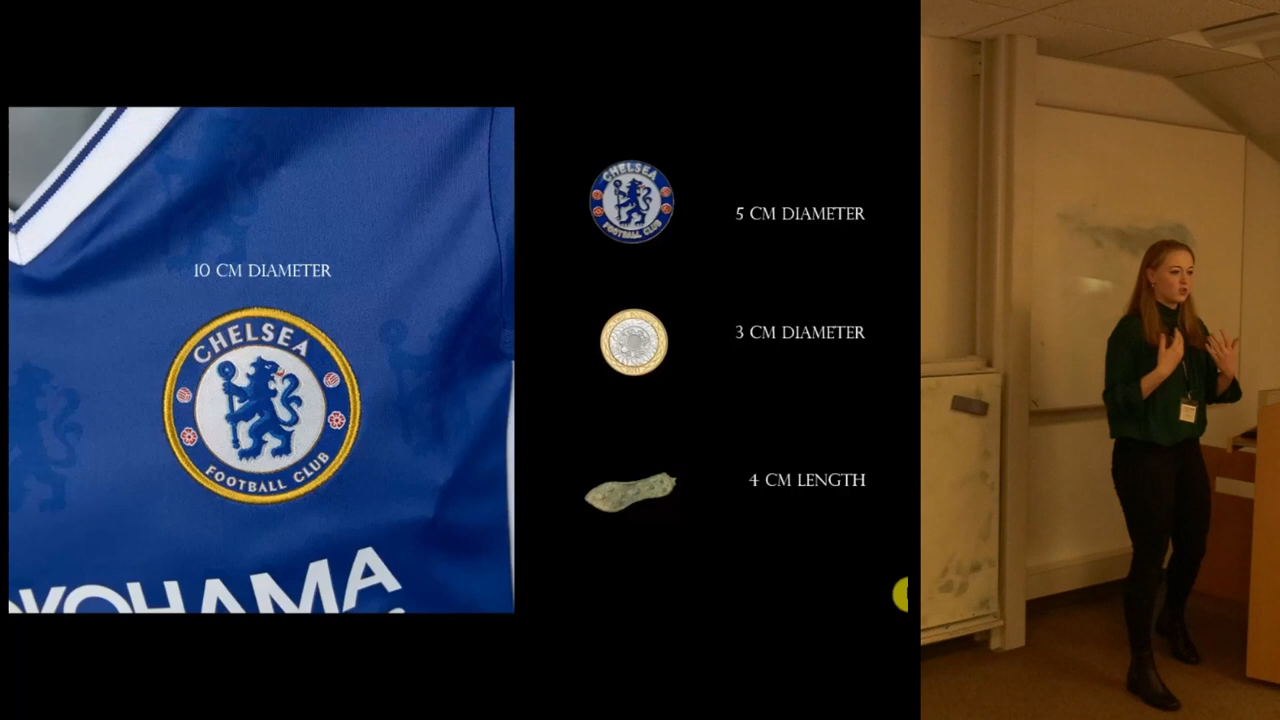 10 CM DIAMETER
CHELSEA
FOOTBALL CLUB
YOKOHAMA
CHELSEA
FOOTBALL CLUB
5 CM DIAMETER
3 CM DIAMETER
4 CM LENGTH